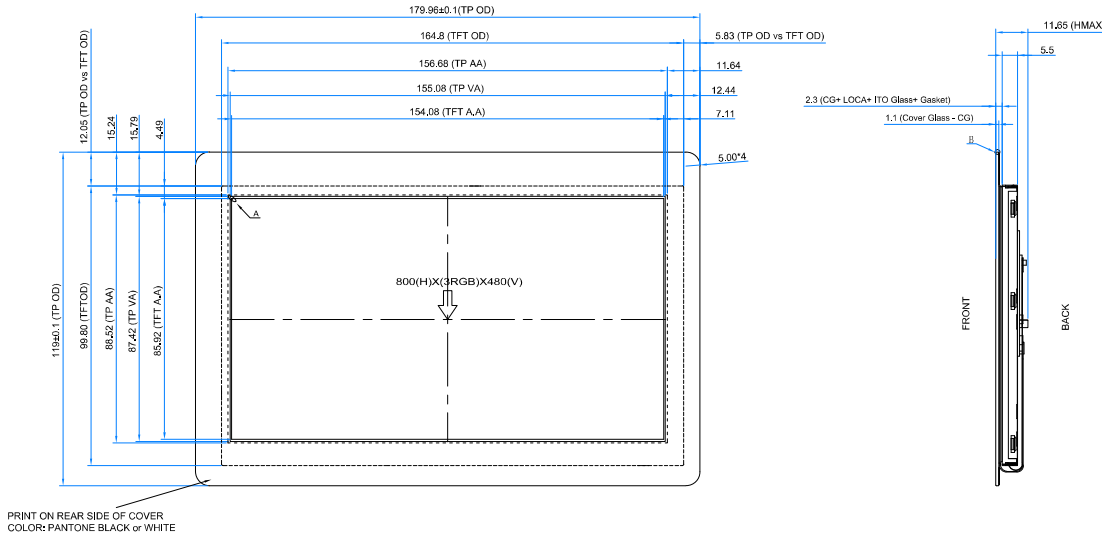 179.96±0.1(TP OD)
164.8 (TFT OD)
5.83 (TP OD vs TFT OD)
156.68 (TP AA)
11.64
155.08 (TP VA)
12.44
154.08 (TFT A.A)
7.11
12.05 (TP OD vs TFT OD)
15.24
15.79
4.49
5.00*4
119±0.1 (TP OD)
99.80 (TFTOD)
88.52 (TP AA)
87.42 (TP VA)
85.92 (TFT A.A)
A
800(H)X(3RGB)X480(V)
PRINT ON REAR SIDE OF COVER
COLOR: PANTONE BLACK or WHITE
11.65 (HMAX
5.5
2.3 (CG+ LOCA+ ITO Glass+ Gasket)
1.1 (Cover Glass - CG)
B
FRONT
BACK